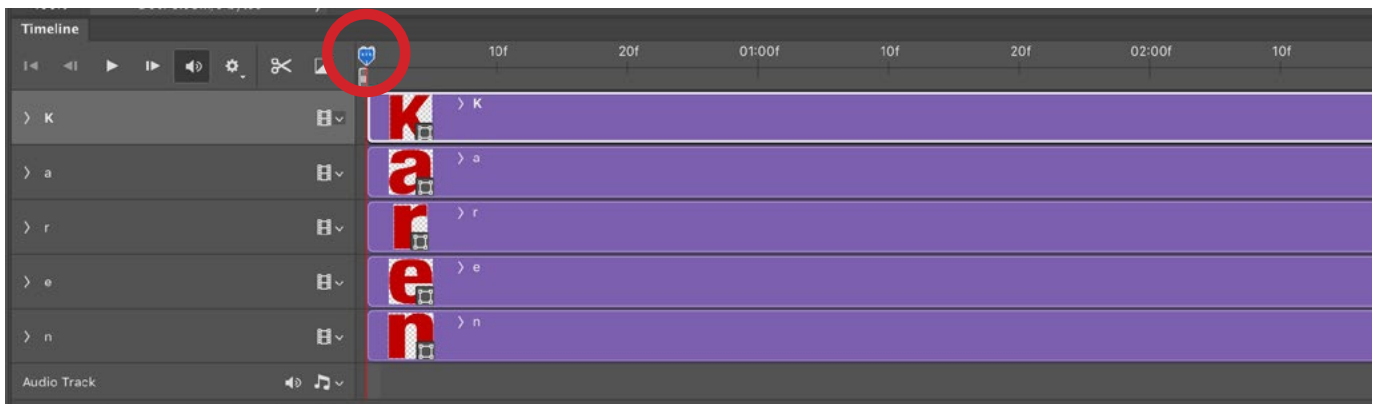 Timeline
10f 20f 01:00f 10f 20f 02:00f 10f
K K K
a a a
r r r
e e e
n n n
Audio Track